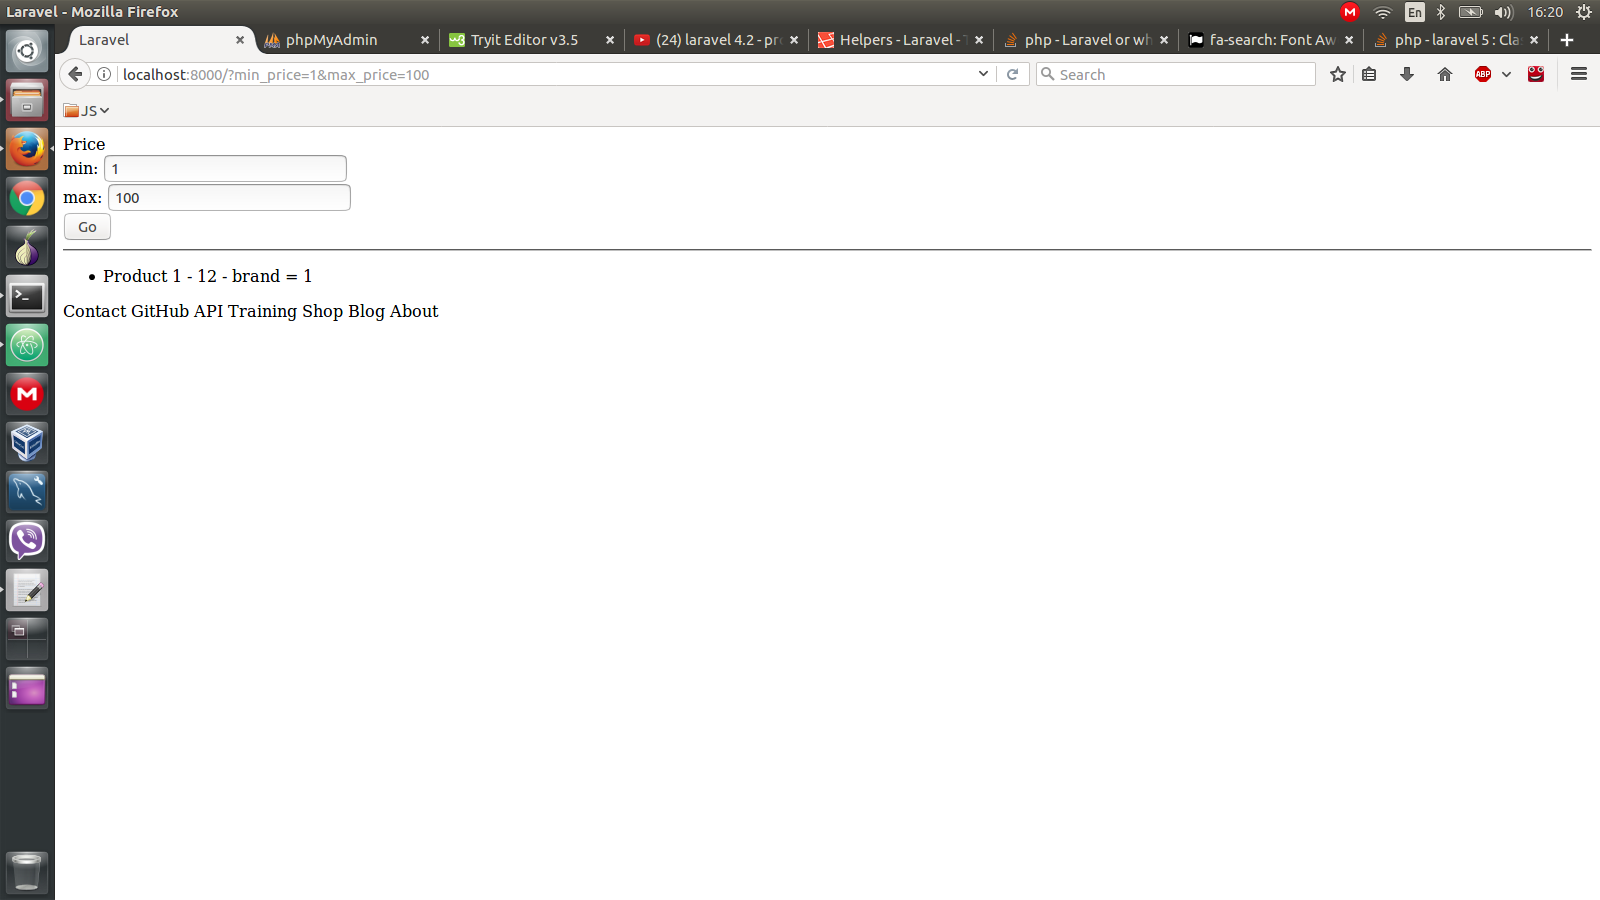 Laravel - Mozilla Firefox
M
En
16:20
Laravel
phpMyAdmin
Tryit Editor v3.5
(24) laravel 4.2 - pr
Helpers - Laravel -
php - Laravel or wh
fa-search: Font Aw
php - laravel 5 : Cla
localhost:8000/?min_price=1&max_price=100
Search
ABP
JS
Price
min: 1
max: 100
Go
Product 1 - 12 - brand = 1
Contact GitHub API Training Shop Blog About
M